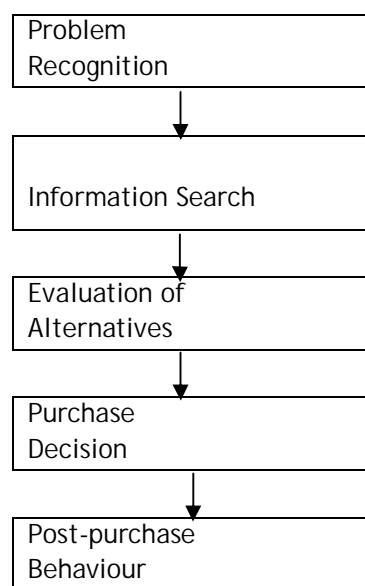 Problem
Recognition
Information Search
Evaluation of
Alternatives
Purchase
Decision
Post-purchase
Behaviour